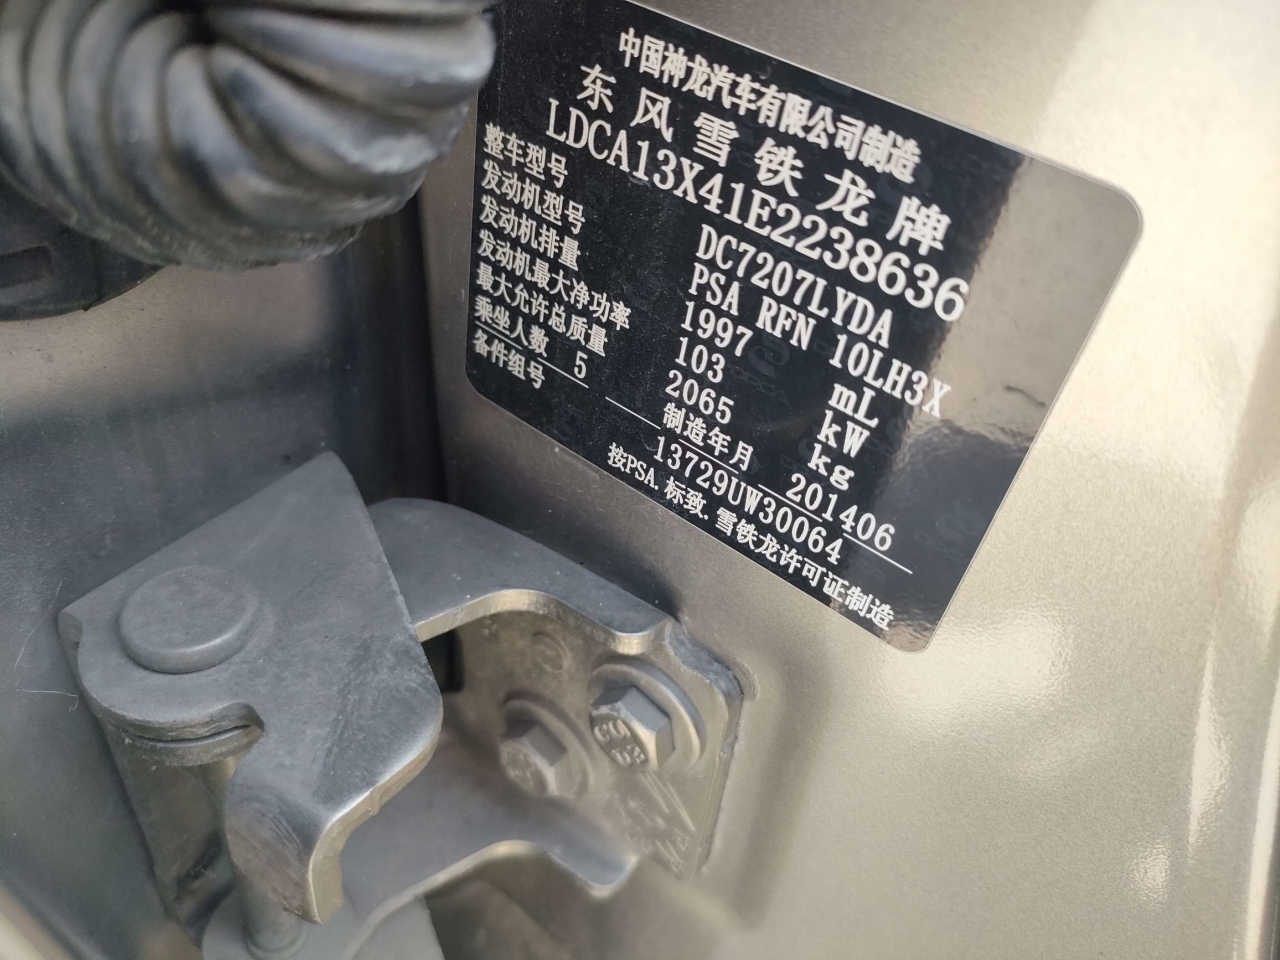 中国神龙汽车有限公司制造
东风雪铁龙牌
LDCA13X41E2238636
整车型号 DC7207LYDA
发动机型号 PSA RFN 10LH3X
发动机排量 1997 mL
发动机最大净功率 103 kW
最大允许总质量 2065 kg
乘坐人数 5 制造年月 201406
备件组号 13729UW30064
按PSA.标致.雪铁龙许可证制造